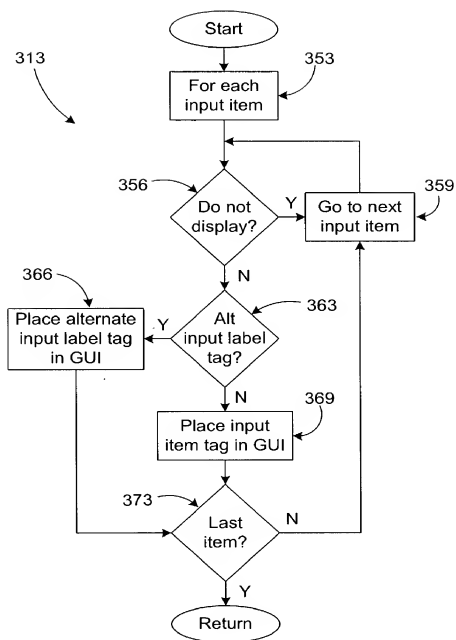 Start
313
353
For each
input item
356
Do not
display?
Y
359
Go to next
input item
N
366
363
Place alternate
input label tag
in GUI
Y
Alt
input label
tag?
N
369
Place input
item tag in GUI
373
Last
item?
N
Y
Return